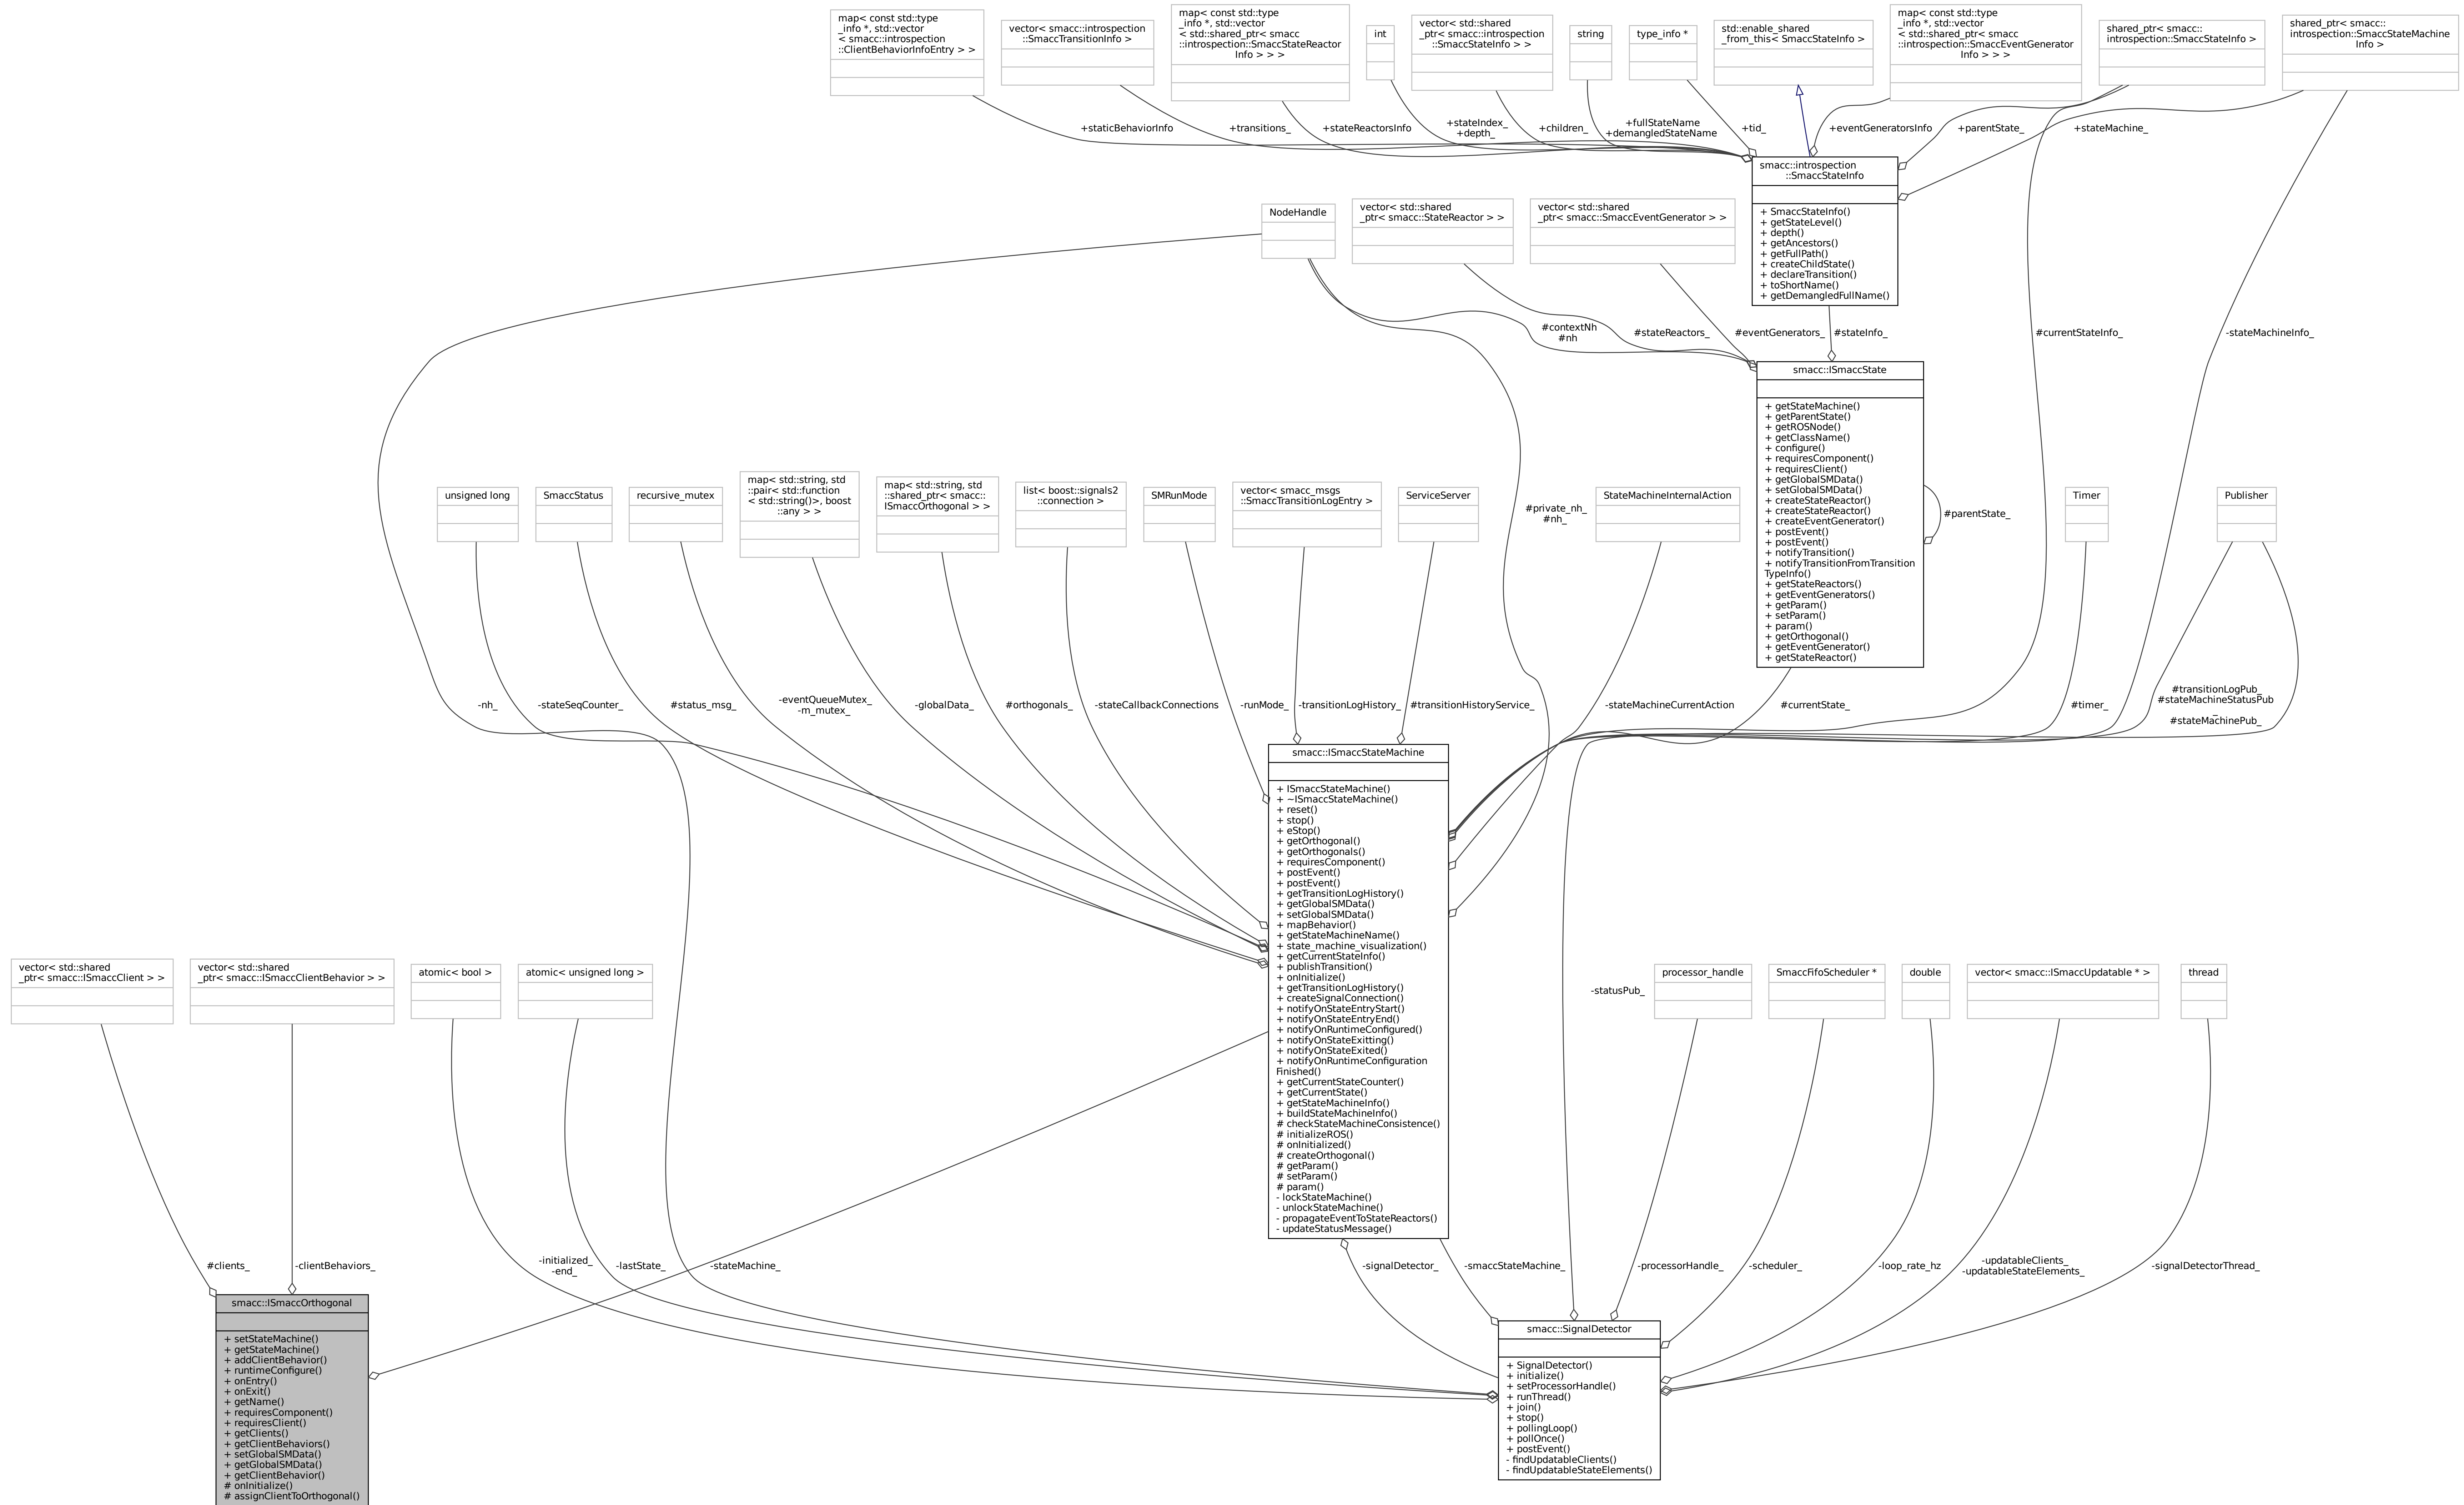 map< const std::type
_info *, std::vector
< smacc::introspection
::ClientBehaviorInfoEntry > >
vector< smacc::introspection
::SmaccTransitionInfo >
map< const std::type
_info *, std::vector
< std::shared_ptr< smacc
::introspection::SmaccStateReactor
Info > > >
int
vector< std::shared
_ptr< smacc::introspection
::SmaccStateInfo > >
string
type_info *
std::enable_shared
_from_this< SmaccStateInfo >
map< const std::type
_info *, std::vector
< std::shared_ptr< smacc
::introspection::SmaccEventGenerator
Info > > >
shared_ptr< smacc::
introspection::SmaccStateInfo >
shared_ptr< smacc::
introspection::SmaccStateMachine
Info >
+staticBehaviorInfo
+transitions_
+stateReactorsInfo
+stateIndex_
+depth_
+children_
+fullStateName
+demangledStateName
+tid_
+eventGeneratorsInfo
+parentState_
+stateMachine_
smacc::introspection
::SmaccStateInfo
+ SmaccStateInfo()
+ getStateLevel()
+ depth()
+ getAncestors()
+ getFullPath()
+ createChildState()
+ declareTransition()
+ toShortName()
+ getDemangledFullName()
NodeHandle
vector< std::shared
_ptr< smacc::StateReactor > >
vector< std::shared
_ptr< smacc::SmaccEventGenerator > >
#contextNh
#nh
#stateReactors_
#eventGenerators_
#stateInfo_
#currentStateInfo_
-stateMachineInfo_
smacc::ISmaccState
+ getStateMachine()
+ getParentState()
+ getROSNode()
+ getClassName()
+ configure()
+ requiresComponent()
+ requiresClient()
+ getGlobalSMData()
+ setGlobalSMData()
+ createStateReactor()
+ createStateReactor()
+ createEventGenerator()
+ postEvent()
+ postEvent()
+ notifyTransition()
+ notifyTransitionFromTransition
TypeInfo()
+ getStateReactors()
+ getEventGenerators()
+ getParam()
+ setParam()
+ param()
+ getOrthogonal()
+ getEventGenerator()
+ getStateReactor()
#parentState_
unsigned long
SmaccStatus
recursive_mutex
map< std::string, std
::pair< std::function
< std::string()>, boost
::any > >
map< std::string, std
::shared_ptr< smacc::
ISmaccOrthogonal > >
list< boost::signals2
::connection >
SMRunMode
vector< smacc_msgs
::SmaccTransitionLogEntry >
ServiceServer
#private_nh_
#nh_
StateMachineInternalAction
Timer
Publisher
-nh_
-stateSeqCounter_
#status_msg_
-eventQueueMutex_
-m_mutex_
-globalData_
#orthogonals_
-stateCallbackConnections
-runMode_
-transitionLogHistory_
#transitionHistoryService_
-stateMachineCurrentAction
#currentState_
#timer_
#transitionLogPub_
#stateMachineStatusPub
_
#stateMachinePub_
smacc::ISmaccStateMachine
+ ISmaccStateMachine()
+ ~ISmaccStateMachine()
+ reset()
+ stop()
+ eStop()
+ getOrthogonal()
+ getOrthogonals()
+ requiresComponent()
+ postEvent()
+ postEvent()
+ getTransitionLogHistory()
+ getGlobalSMData()
+ setGlobalSMData()
+ mapBehavior()
+ getStateMachineName()
+ state_machine_visualization()
+ getCurrentStateInfo()
+ publishTransition()
+ onInitialize()
+ getTransitionLogHistory()
+ createSignalConnection()
+ notifyOnStateEntryStart()
+ notifyOnStateEntryEnd()
+ notifyOnRuntimeConfigured()
+ notifyOnStateExitting()
+ notifyOnStateExited()
+ notifyOnRuntimeConfiguration
Finished()
+ getCurrentStateCounter()
+ getCurrentState()
+ getStateMachineInfo()
+ buildStateMachineInfo()
# checkStateMachineConsistence()
# initializeROS()
# onInitialized()
# createOrthogonal()
# getParam()
# setParam()
# param()
- lockStateMachine()
- unlockStateMachine()
- propagateEventToStateReactors()
- updateStatusMessage()
vector< std::shared
_ptr< smacc::ISmaccClient > >
vector< std::shared
_ptr< smacc::ISmaccClientBehavior > >
atomic< bool >
atomic< unsigned long >
-statusPub_
processor_handle
SmaccFifoScheduler *
double
vector< smacc::ISmaccUpdatable * >
thread
#clients_
-clientBehaviors_
-initialized_
-end_
-lastState_
-stateMachine_
-signalDetector_
-smaccStateMachine_
-processorHandle_
-scheduler_
-loop_rate_hz
-updatableClients_
-updatableStateElements_
-signalDetectorThread_
smacc::ISmaccOrthogonal
+ setStateMachine()
+ getStateMachine()
+ addClientBehavior()
+ runtimeConfigure()
+ onEntry()
+ onExit()
+ getName()
+ requiresComponent()
+ requiresClient()
+ getClients()
+ getClientBehaviors()
+ setGlobalSMData()
+ getGlobalSMData()
+ getClientBehavior()
# onInitialize()
# assignClientToOrthogonal()
smacc::SignalDetector
+ SignalDetector()
+ initialize()
+ setProcessorHandle()
+ runThread()
+ join()
+ stop()
+ pollingLoop()
+ pollOnce()
+ postEvent()
- findUpdatableClients()
- findUpdatableStateElements()